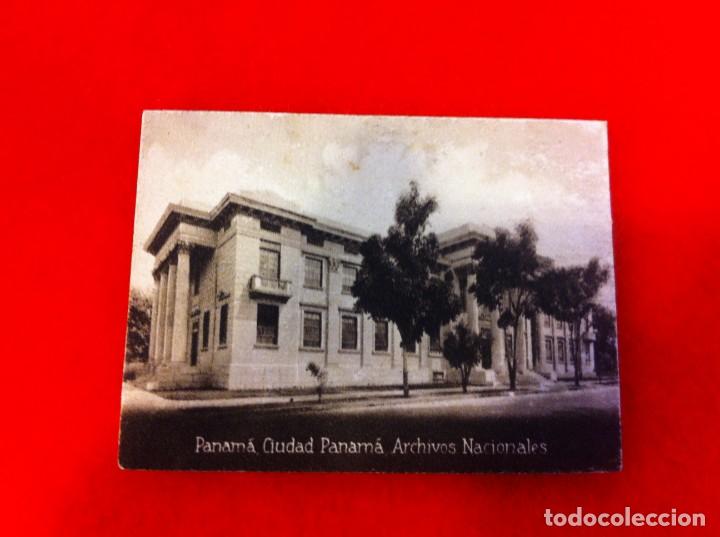 Panamá, Ciudad Panamá Archivos Nacionales
todocoleccion